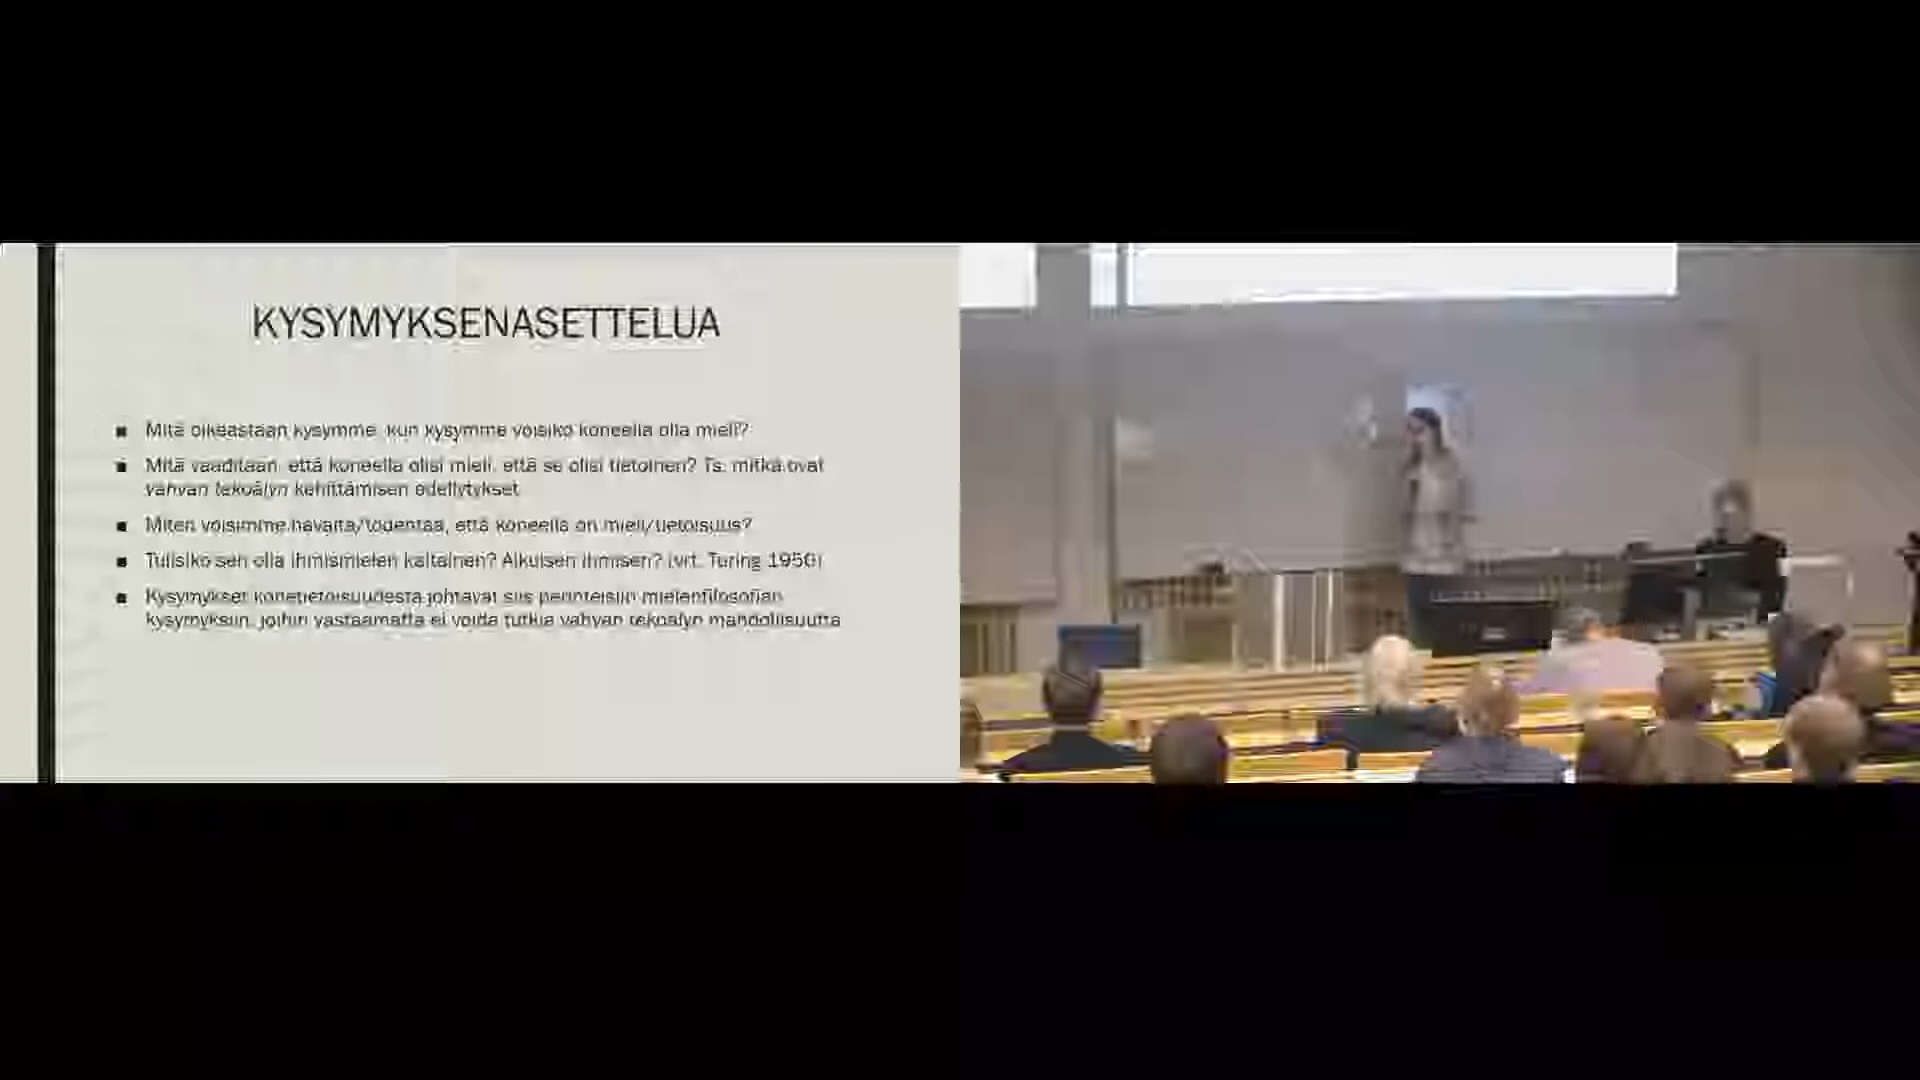 KYSYMYKSENASETTELUA
Mitä oikeastaan kysymme, kun kysymme voisiko koneella olla mieli?
Mitä vaaditaan, että koneella olisi mieli, että se olisi tietoinen? Ts. mitkä ovat
vahvan tekoälyn kehittämisen edellytykset
Miten voisimme havaita/todentaa, että koneella on mieli/tietoisuus?
Tulisiko sen olla ihmismielen kaltainen? Aikuisen ihmisen? (vrt. Turing 1950)
Kysymykset konetietoisuudesta johtavat siis perinteisiin mielenfilosofian
kysymyksiin, joihin vastaamatta ei voida tutkia vahvan tekoälyn mahdollisuutta